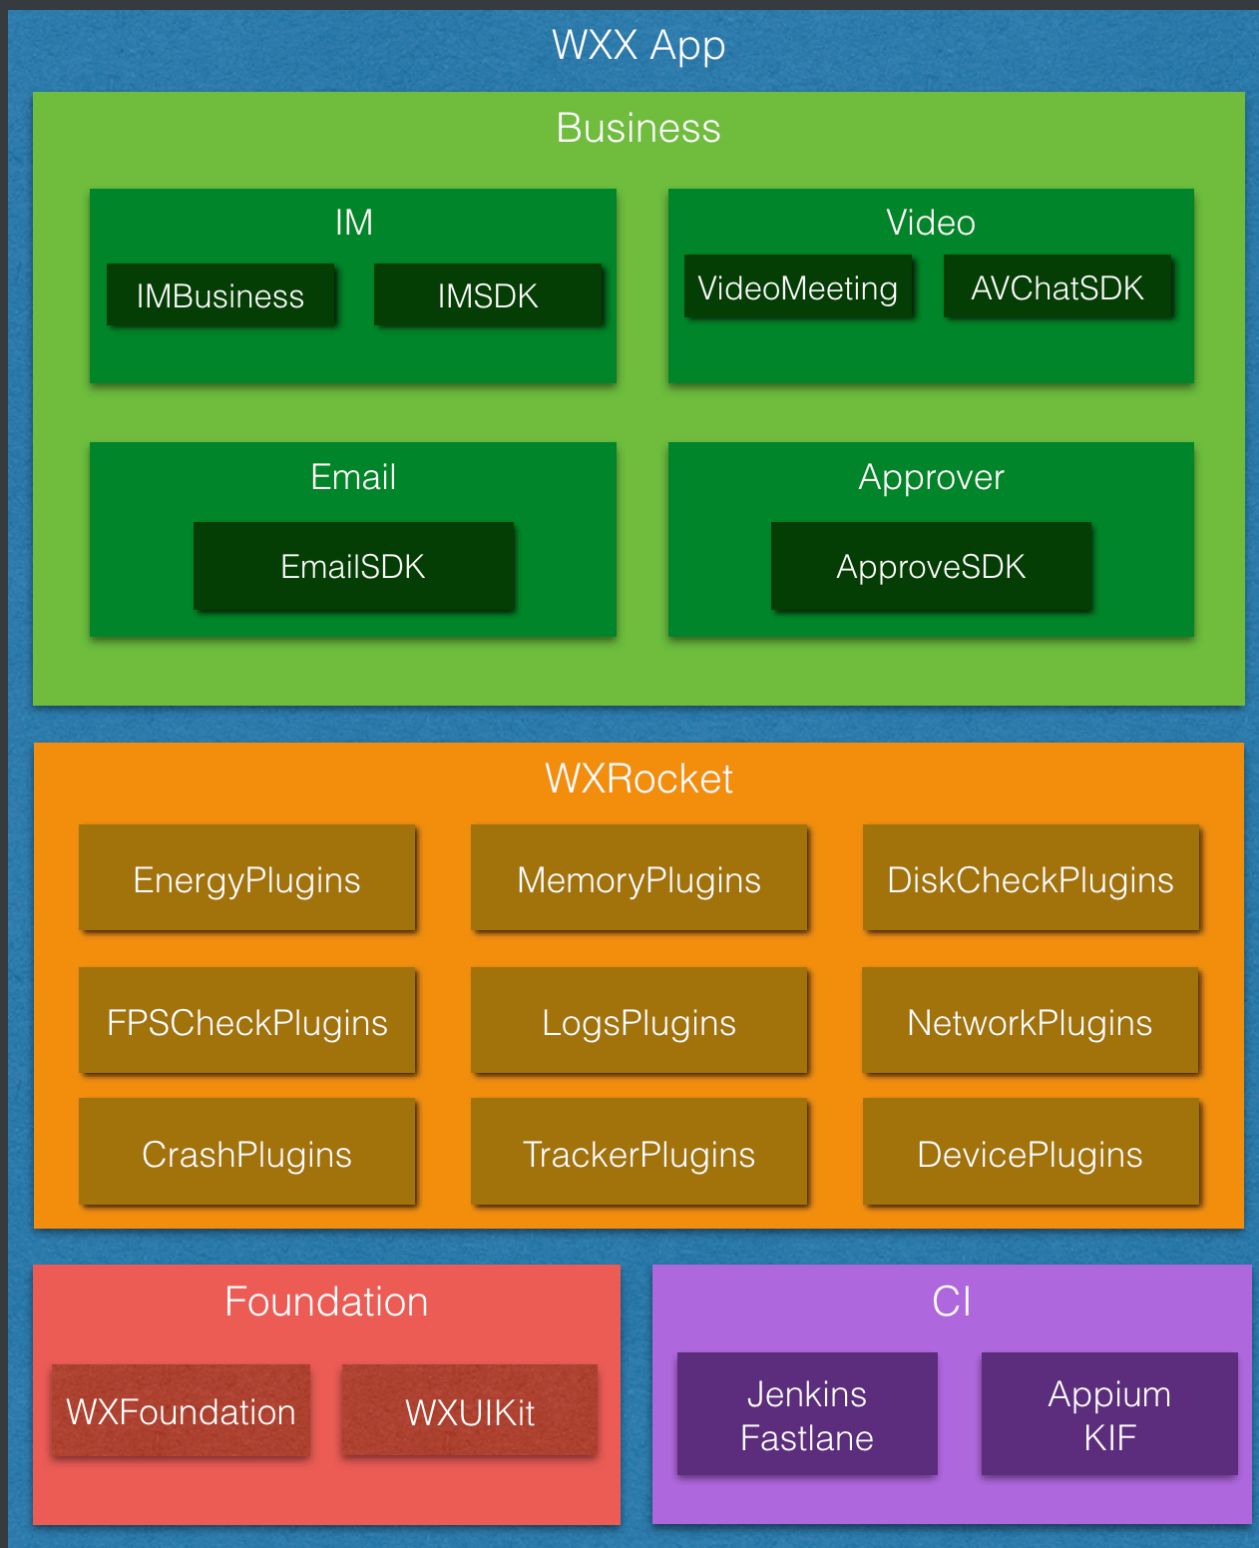 WXX App
Business
IM
IMBusiness
IMSDK
Video
VideoMeeting
AVChatSDK
Email
EmailSDK
Approver
ApproveSDK
WXRocket
EnergyPlugins
MemoryPlugins
DiskCheckPlugins
FPSCheckPlugins
LogsPlugins
NetworkPlugins
CrashPlugins
TrackerPlugins
DevicePlugins
Foundation
WXFoundation
WXUIKit
CI
Jenkins
Fastlane
Appium
KIF